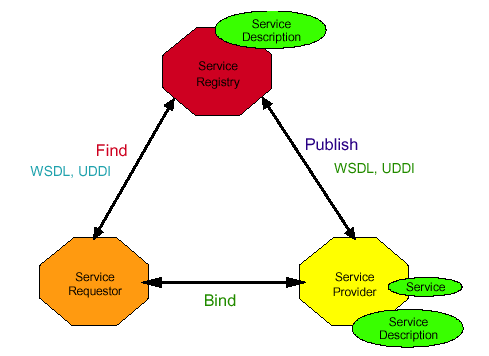 Service
Description
Service
Registry
Find
Publish
WSDL, UDDI
WSDL, UDDI
Service
Requestor
Service
Provider
Service
Bind
Service
Description